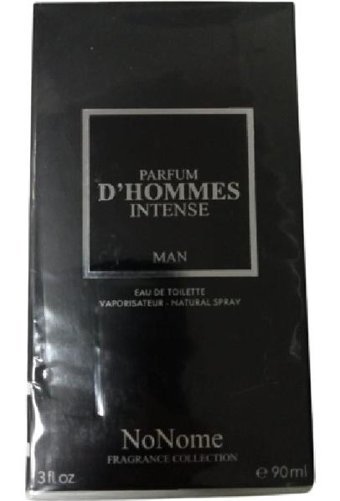 PARFUM
D'HOMMES
INTENSE
MAN
EAU DE TOILETTE
VAPORISATEUR - NATURAL SPRAY
NoNome
FRAGRANCE COLLECTION
3 fl oz ℮ 90 ml